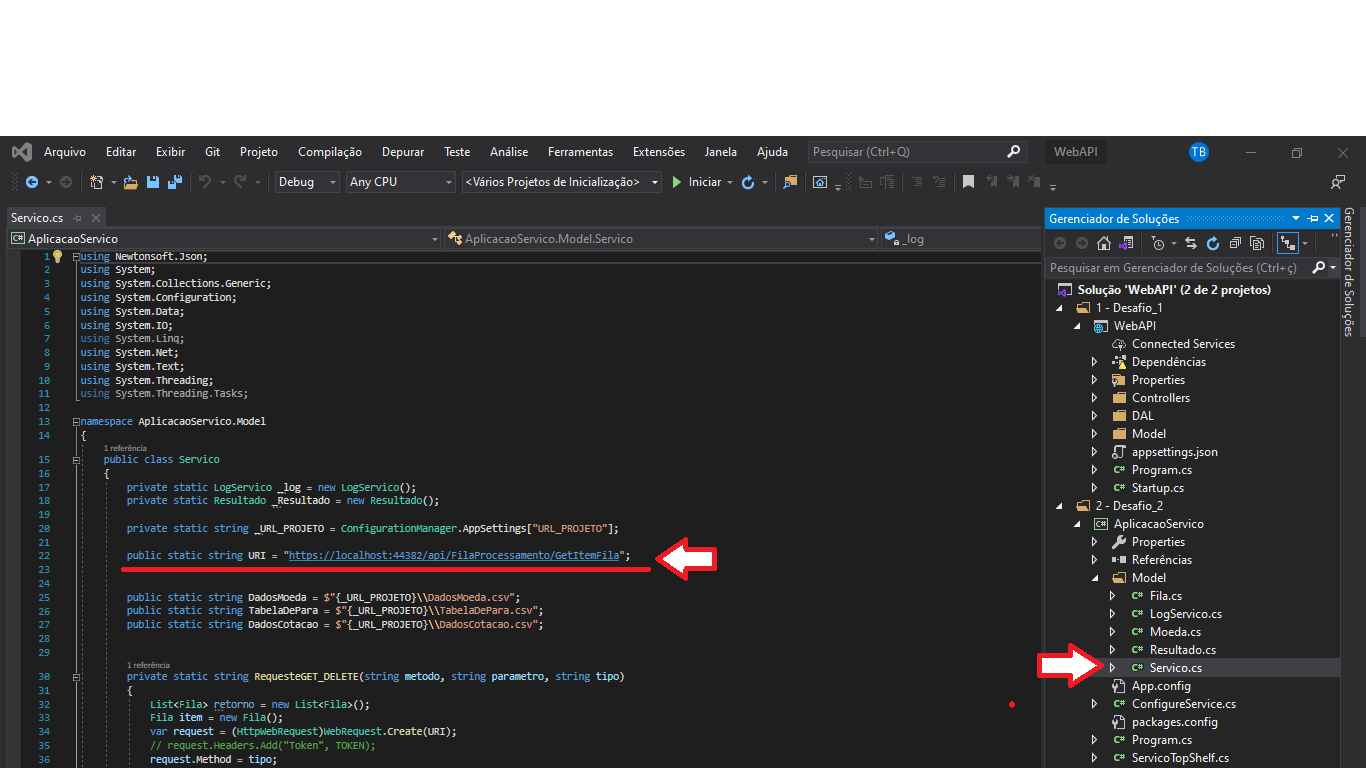 Arquivo Editar Exibir Git Projeto Compilação Depurar Teste Análise Ferramentas Extensões Janela Ajuda Pesquisar (Ctrl+Q) WebAPI TB
Debug Any CPU <Vários Projetos de Inicialização> Iniciar
Servico.cs
AplicacaoServico AplicacaoServico.Model.Servico _log
1 using Newtonsoft.Json;
2 using System;
3 using System.Collections.Generic;
4 using System.Configuration;
5 using System.Data;
6 using System.IO;
7 using System.Linq;
8 using System.Net;
9 using System.Text;
10 using System.Threading;
11 using System.Threading.Tasks;
12
13 namespace AplicacaoServico.Model
14 {
1 referência
15 public class Servico
16 {
17 private static LogServico _log = new LogServico();
18 private static Resultado _Resultado = new Resultado();
19
20 private static string _URL_PROJETO = ConfigurationManager.AppSettings["URL_PROJETO"];
21
22 public static string URI = "https://localhost:44382/api/FilaProcessamento/GetItemFila";
23
24
25 public static string DadosMoeda = $"{_URL_PROJETO}\\DadosMoeda.csv";
26 public static string TabelaDePara = $"{_URL_PROJETO}\\TabelaDePara.csv";
27 public static string DadosCotacao = $"{_URL_PROJETO}\\DadosCotacao.csv";
28
29
1 referência
30 private static string RequesteGET_DELETE(string metodo, string parametro, string tipo)
31 {
32 List<Fila> retorno = new List<Fila>();
33 Fila item = new Fila();
34 var request = (HttpWebRequest)WebRequest.Create(URI);
35 // request.Headers.Add("Token", TOKEN);
36 request.Method = tipo;
Gerenciador de Soluções
Pesquisar em Gerenciador de Soluções (Ctrl+ç)
Solução 'WebAPI' (2 de 2 projetos)
1 - Desafio_1
WebAPI
Connected Services
Dependências
Properties
Controllers
DAL
Model
appsettings.json
C# Program.cs
C# Startup.cs
2 - Desafio_2
C# AplicacaoServico
Properties
Referências
Model
C# Fila.cs
C# LogServico.cs
C# Moeda.cs
C# Resultado.cs
C# Servico.cs
App.config
C# ConfigureService.cs
packages.config
C# Program.cs
C# ServicoTopShelf.cs
Gerenciador de Soluções